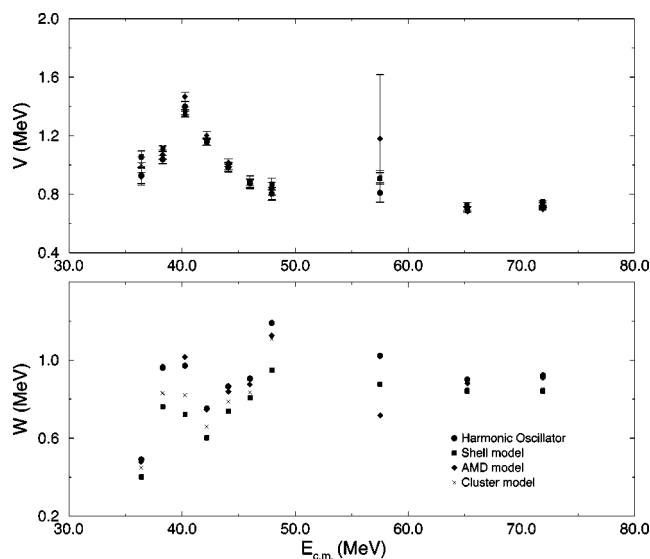 2.0
1.6
1.2
0.8
0.4
V (MeV)
30.0 40.0 50.0 60.0 70.0 80.0
1.0
0.6
0.2
W (MeV)
Harmonic Oscillator
Shell model
AMD model
Cluster model
30.0 40.0 50.0 60.0 70.0 80.0
E_c.m. (MeV)